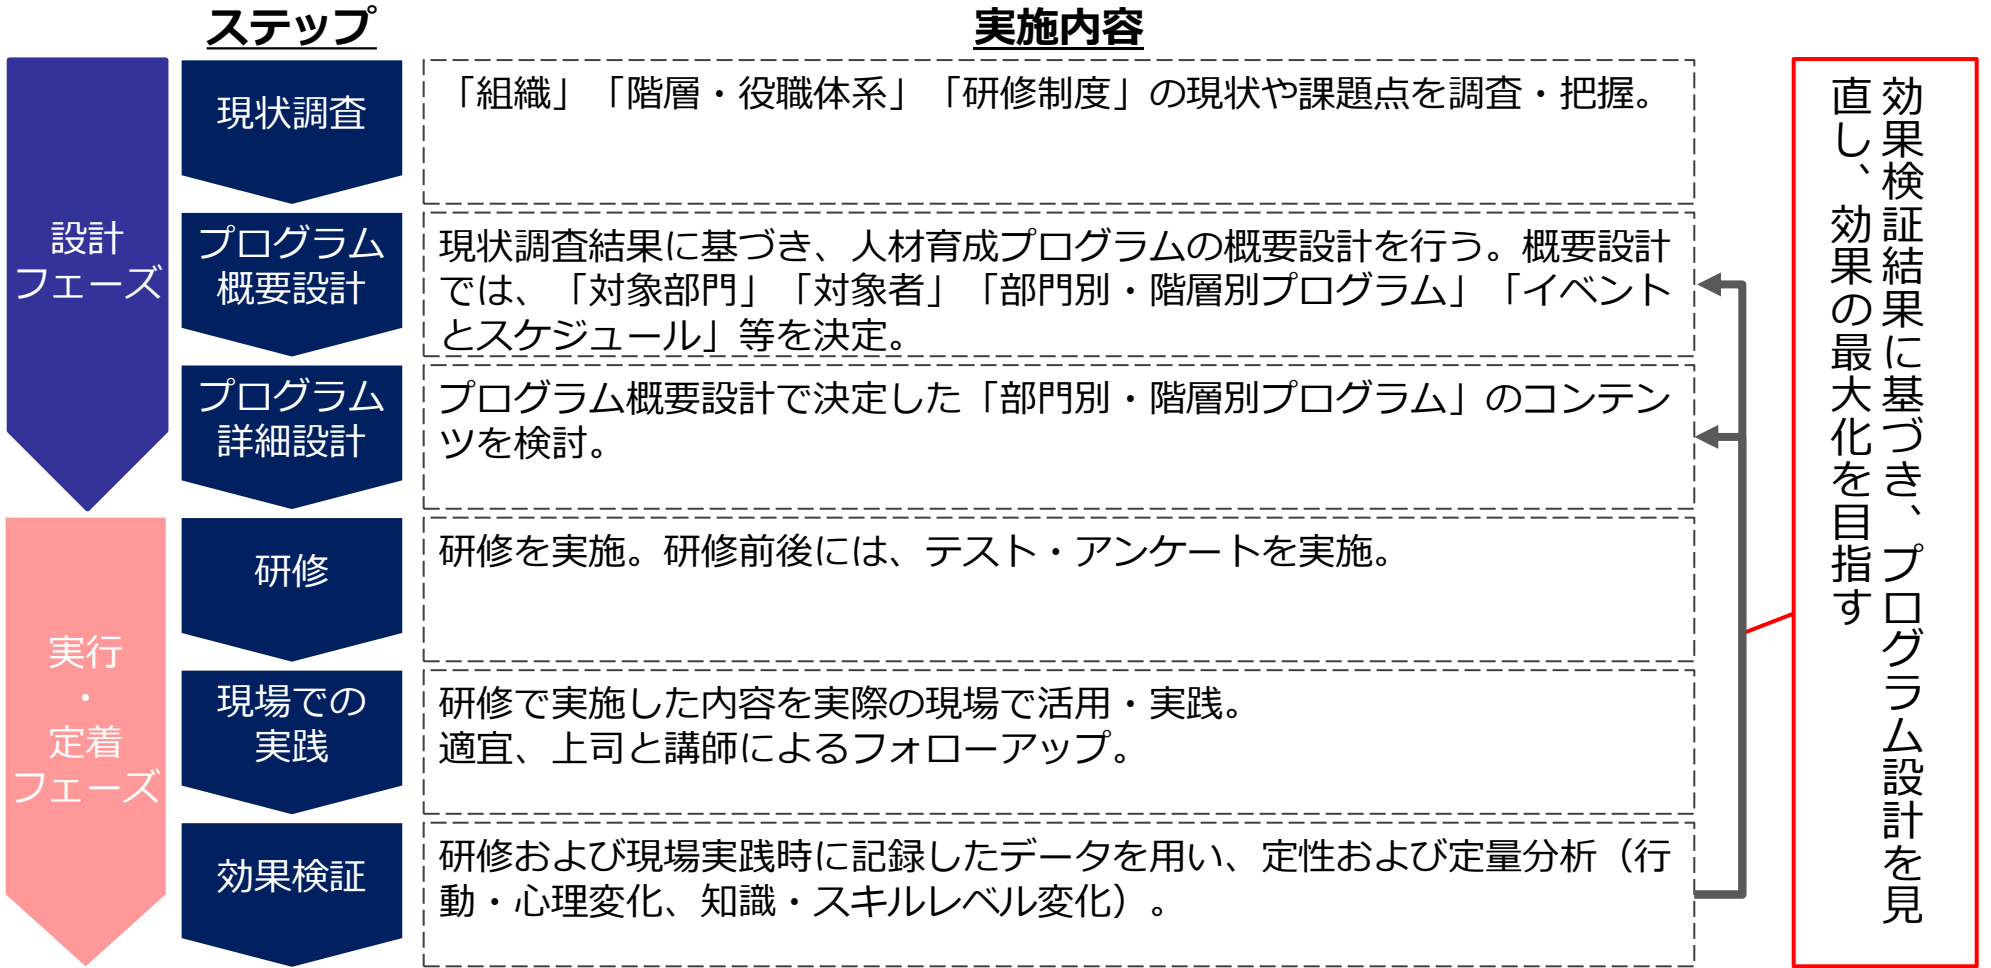 ステップ
実施内容
設計
フェーズ
現状調査
「組織」「階層・役職体系」「研修制度」の現状や課題点を調査・把握。
プログラム
概要設計
現状調査結果に基づき、人材育成プログラムの概要設計を行う。概要設計
では、「対象部門」「対象者」「部門別・階層別プログラム」「イベント
とスケジュール」等を決定。
プログラム
詳細設計
プログラム概要設計で決定した「部門別・階層別プログラム」のコンテン
ツを検討。
実行
・
定着
フェーズ
研修
研修を実施。研修前後には、テスト・アンケートを実施。
現場での
実践
研修で実施した内容を実際の現場で活用・実践。
適宜、上司と講師によるフォローアップ。
効果検証
研修および現場実践時に記録したデータを用い、定性および定量分析（行
動・心理変化、知識・スキルレベル変化）。
効果検証結果に基づき、プログラム設計を見
直し、効果の最大化を目指す